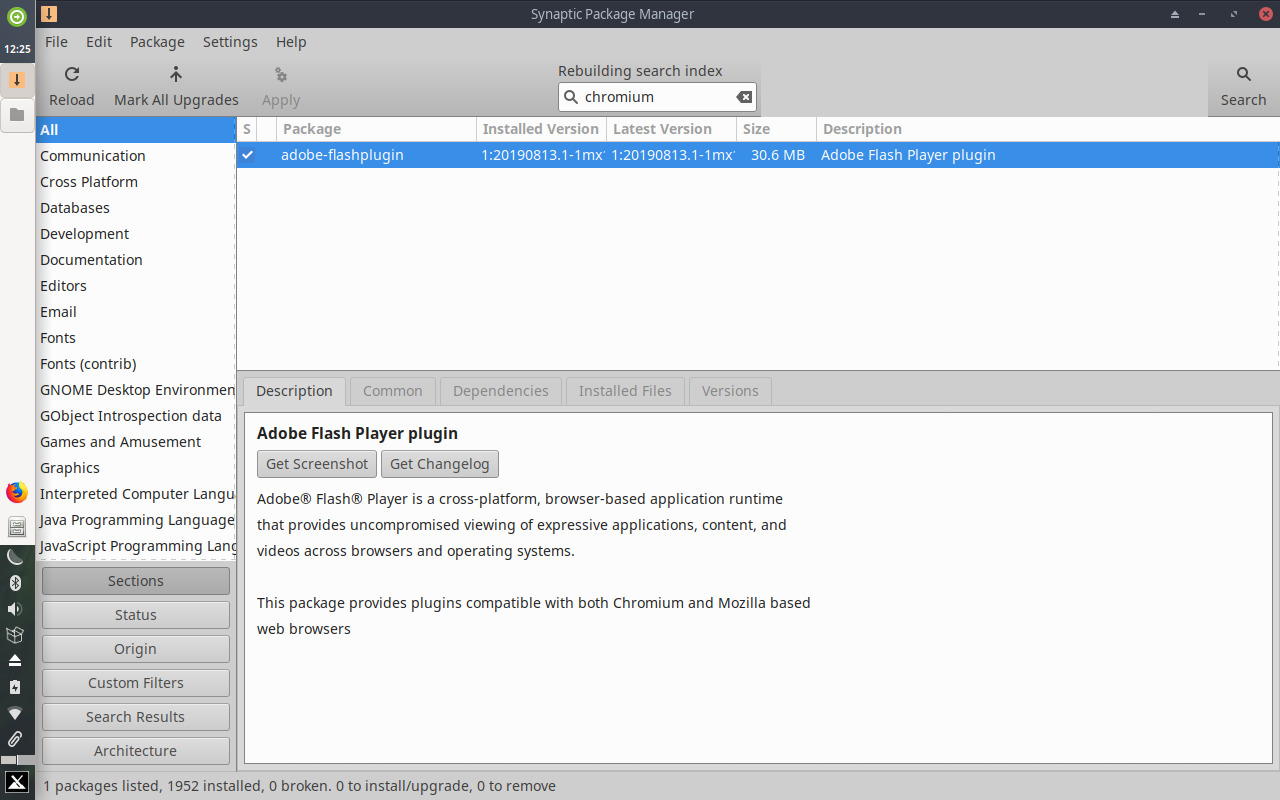 Synaptic Package Manager
12:25
File Edit Package Settings Help
Rebuilding search index
Reload Mark All Upgrades Apply
chromium
Search
All
Communication
Cross Platform
Databases
Development
Documentation
Editors
Email
Fonts
Fonts (contrib)
GNOME Desktop Environmen
GObject Introspection data
Games and Amusement
Graphics
Interpreted Computer Langu
Java Programming Language
JavaScript Programming Lang
Sections
Status
Origin
Custom Filters
Search Results
Architecture
S Package Installed Version Latest Version Size Description
adobe-flashplugin 1:20190813.1-1mx 1:20190813.1-1mx 30.6 MB Adobe Flash Player plugin
Description Common Dependencies Installed Files Versions
Adobe Flash Player plugin
Get Screenshot Get Changelog
Adobe® Flash® Player is a cross-platform, browser-based application runtime
that provides uncompromised viewing of expressive applications, content, and
videos across browsers and operating systems.
This package provides plugins compatible with both Chromium and Mozilla based
web browsers
1 packages listed, 1952 installed, 0 broken. 0 to install/upgrade, 0 to remove